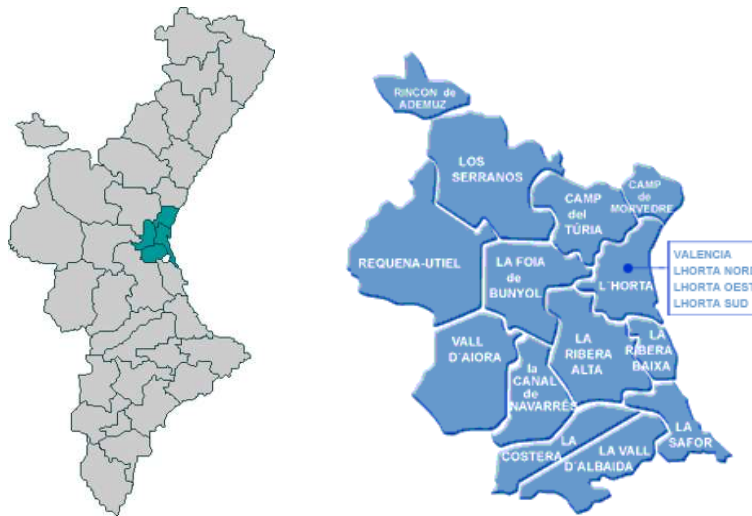 RINCON de
ADEMUZ
LOS
SERRANOS
CAMP
del
TÚRIA
CAMP
de
MORVEDRE
REQUENA-UTIEL
LA FOIA
de
BUNYOL
L´HORTA
VALENCIA
LHORTA NORD
LHORTA OEST
LHORTA SUD
VALL
D´AIORA
la
CANAL
de
NAVARRÉS
LA
RIBERA
ALTA
LA
RIBERA
BAIXA
LA
COSTERA
LA VALL
D´ALBAIDA
LA
SAFOR